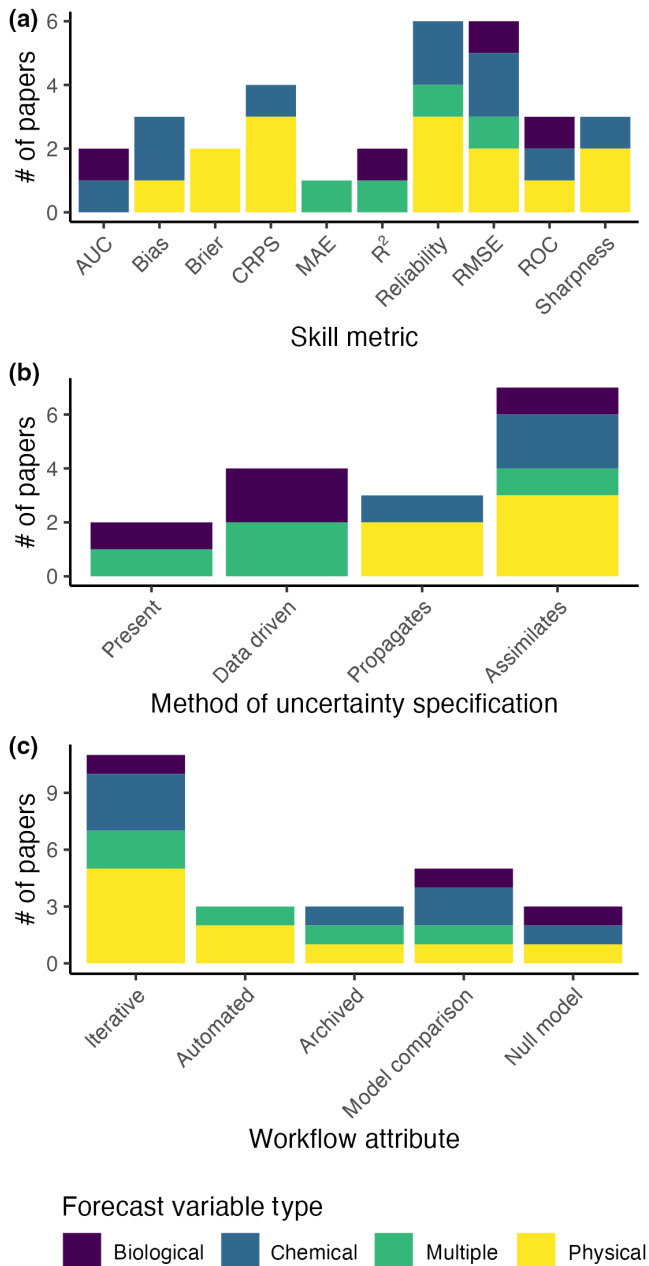 (a)
# of papers
6
4
2
0
AUC
Bias
Brier
CRPS
MAE
R²
Reliability
RMSE
ROC
Sharpness
Skill metric
(b)
# of papers
6
4
2
0
Present
Data driven
Propagates
Assimilates
Method of uncertainty specification
(c)
# of papers
9
6
3
0
Iterative
Automated
Archived
Model comparison
Null model
Workflow attribute
Forecast variable type
Biological Chemical Multiple Physical